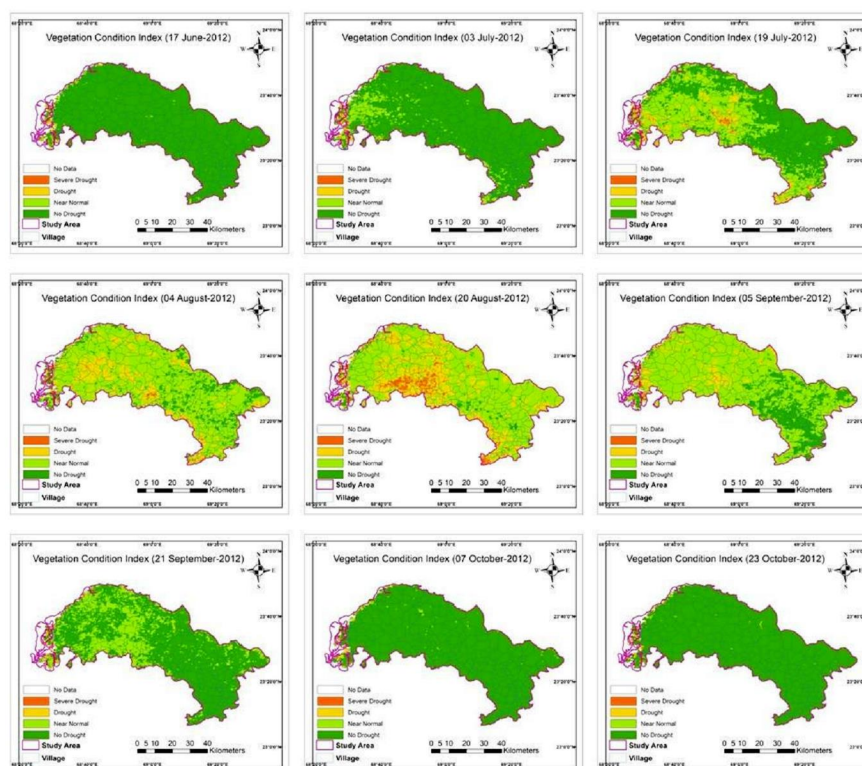 Vegetation Condition Index (17 June-2012)
N
W E
S
No Data
Severe Drought
Drought
Near Normal
No Drought
Study Area
Village
0 5 10 20 30 40
Kilometers
Vegetation Condition Index (03 July-2012)
N
W E
S
No Data
Severe Drought
Drought
Near Normal
No Drought
Study Area
Village
0 5 10 20 30 40
Kilometers
Vegetation Condition Index (19 July-2012)
N
W E
S
No Data
Severe Drought
Drought
Near Normal
No Drought
Study Area
Village
0 5 10 20 30 40
Kilometers
Vegetation Condition Index (04 August-2012)
N
W E
S
No Data
Severe Drought
Drought
Near Normal
No Drought
Study Area
Village
0 5 10 20 30 40
Kilometers
Vegetation Condition Index (20 August-2012)
N
W E
S
No Data
Severe Drought
Drought
Near Normal
No Drought
Study Area
Village
0 5 10 20 30 40
Kilometers
Vegetation Condition Index (05 September-2012)
N
W E
S
No Data
Severe Drought
Drought
Near Normal
No Drought
Study Area
Village
0 5 10 20 30 40
Kilometers
Vegetation Condition Index (21 September-2012)
N
W E
S
No Data
Severe Drought
Drought
Near Normal
No Drought
Study Area
Village
0 5 10 20 30 40
Kilometers
Vegetation Condition Index (07 October-2012)
N
W E
S
No Data
Severe Drought
Drought
Near Normal
No Drought
Study Area
Village
0 5 10 20 30 40
Kilometers
Vegetation Condition Index (23 October-2012)
N
W E
S
No Data
Severe Drought
Drought
Near Normal
No Drought
Study Area
Village
0 5 10 20 30 40
Kilometers